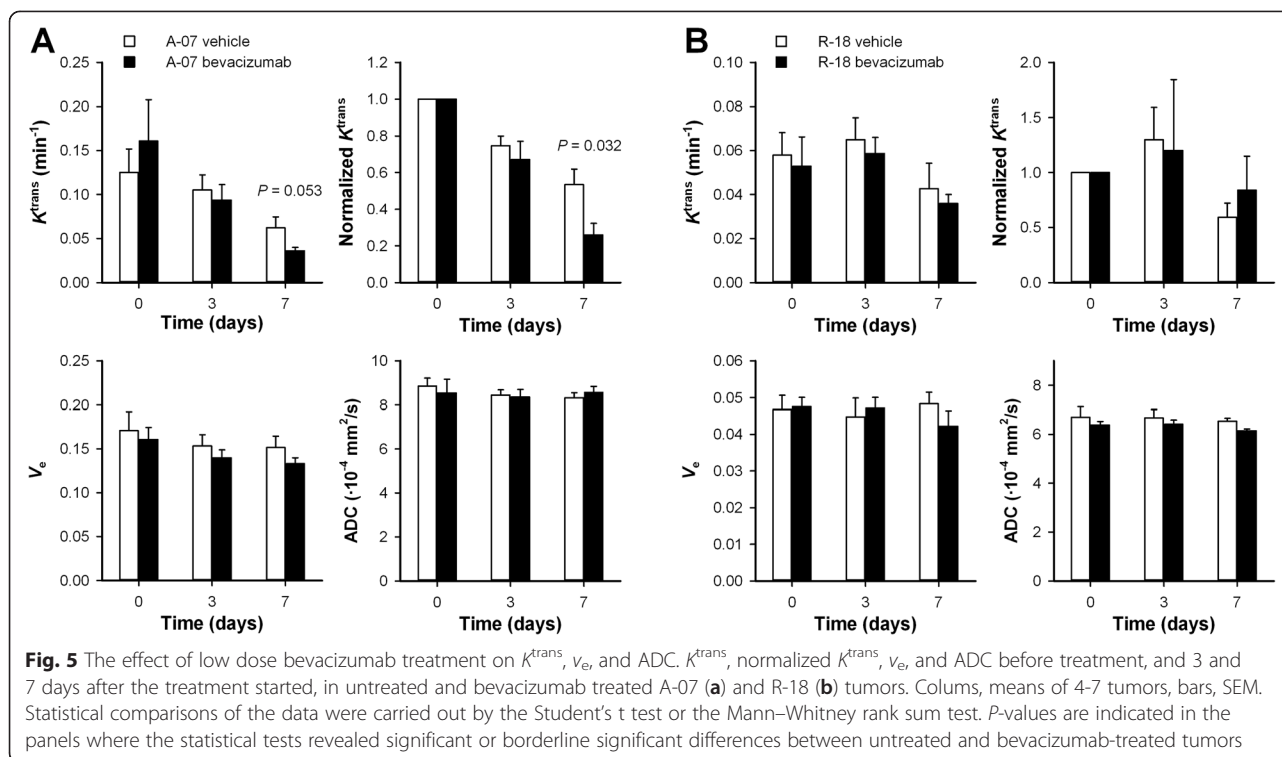 A
A-07 vehicle
A-07 bevacizumab
K^trans (min⁻¹)
0.25
0.20
0.15
0.10
0.05
0.00
P = 0.053
0 3 7
Time (days)
Normalized K^trans
1.2
1.0
0.8
0.6
0.4
0.2
0.0
P = 0.032
0 3 7
Time (days)
B
R-18 vehicle
R-18 bevacizumab
K^trans (min⁻¹)
0.10
0.08
0.06
0.04
0.02
0.00
0 3 7
Time (days)
Normalized K^trans
2.0
1.5
1.0
0.5
0.0
0 3 7
Time (days)
Vₑ
0.25
0.20
0.15
0.10
0.05
0.00
0 3 7
Time (days)
ADC (·10⁻⁴ mm²/s)
10
8
6
4
2
0
0 3 7
Time (days)
Vₑ
0.06
0.05
0.04
0.03
0.02
0.01
0.00
0 3 7
Time (days)
ADC (·10⁻⁴ mm²/s)
8
6
4
2
0
0 3 7
Time (days)
Fig. 5 The effect of low dose bevacizumab treatment on K^trans, vₑ, and ADC. K^trans, normalized K^trans, vₑ, and ADC before treatment, and 3 and
7 days after the treatment started, in untreated and bevacizumab treated A-07 (a) and R-18 (b) tumors. Colums, means of 4-7 tumors, bars, SEM.
Statistical comparisons of the data were carried out by the Student's t test or the Mann–Whitney rank sum test. P-values are indicated in the
panels where the statistical tests revealed significant or borderline significant differences between untreated and bevacizumab-treated tumors